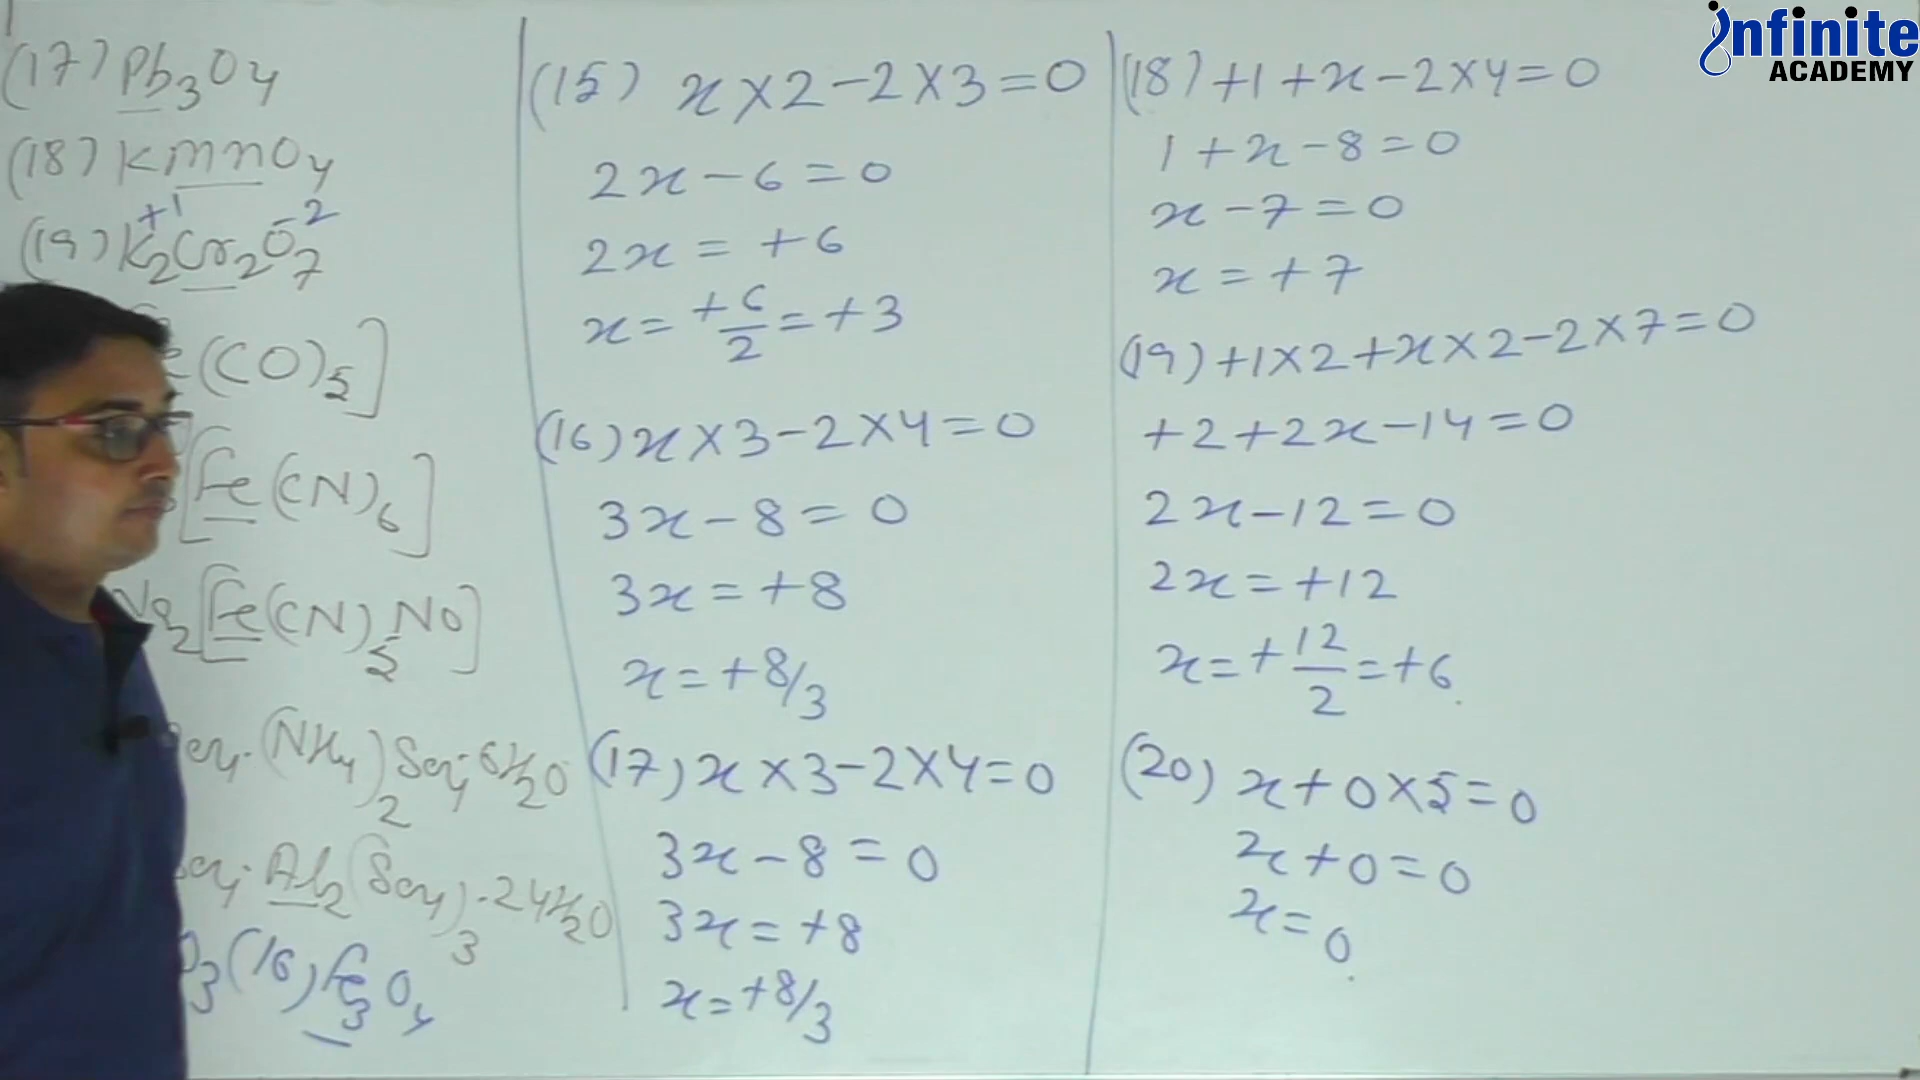 (17) Pb3O4
(18) KMnO4
+1 -2
(19) K2Cr2O7
(CO)5]
[Fe(CN)6]
[Fe(CN)5NO]
(NH4)2SO4 6H2O
Al2(SO4)3.24H2O
(16) Fe3O4
(15) x×2-2×3=0
2x-6=0
2x=+6
x=+6/2=+3
(16) x×3-2×4=0
3x-8=0
3x=+8
x=+8/3
(17) x×3-2×4=0
3x-8=0
3x=+8
x=+8/3
(18) +1+x-2×4=0
1+x-8=0
x-7=0
x=+7
(19) +1×2+x×2-2×7=0
+2+2x-14=0
2x-12=0
2x=+12
x=+12/2=+6
(20) x+0×5=0
x+0=0
x=0
infinite
ACADEMY